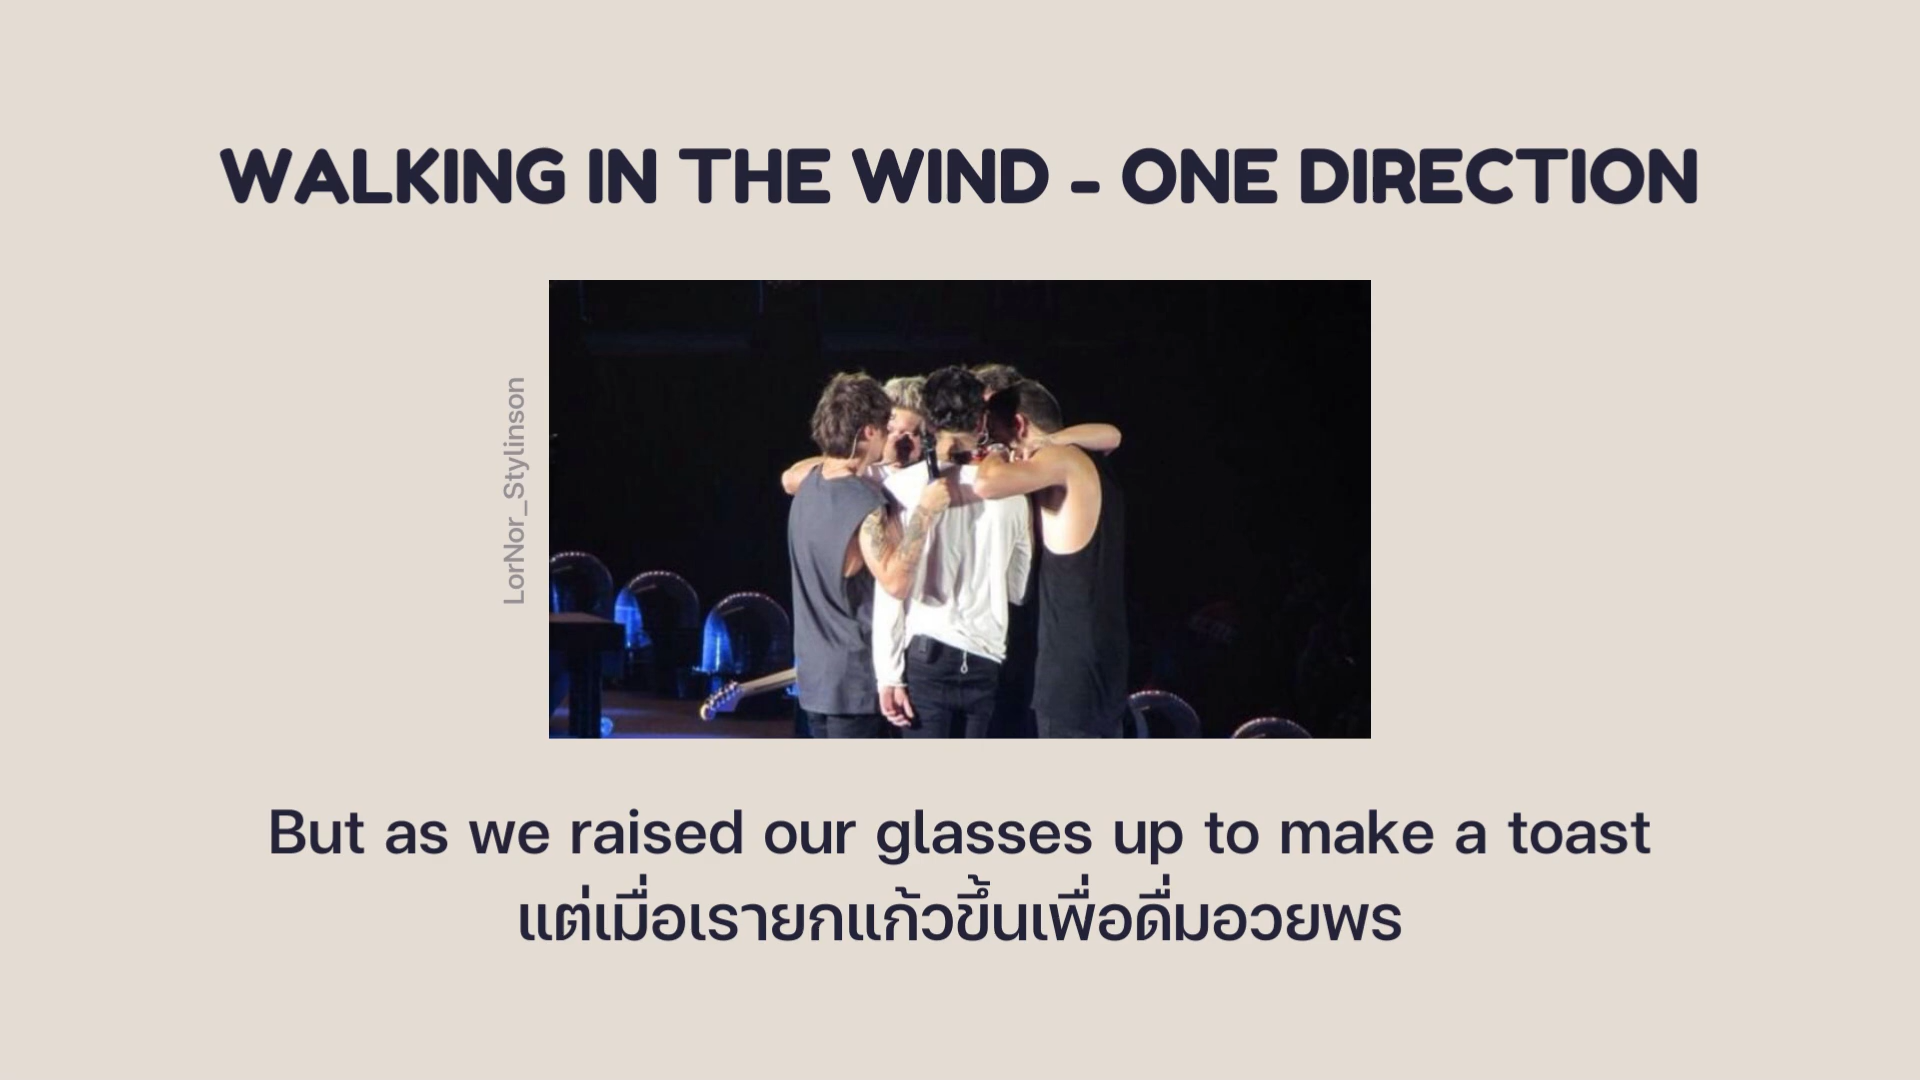 WALKING IN THE WIND - ONE DIRECTION
LorNor_Stylinson
But as we raised our glasses up to make a toast
แต่เมื่อเรายกแก้วขึ้นเพื่อดื่มอวยพร